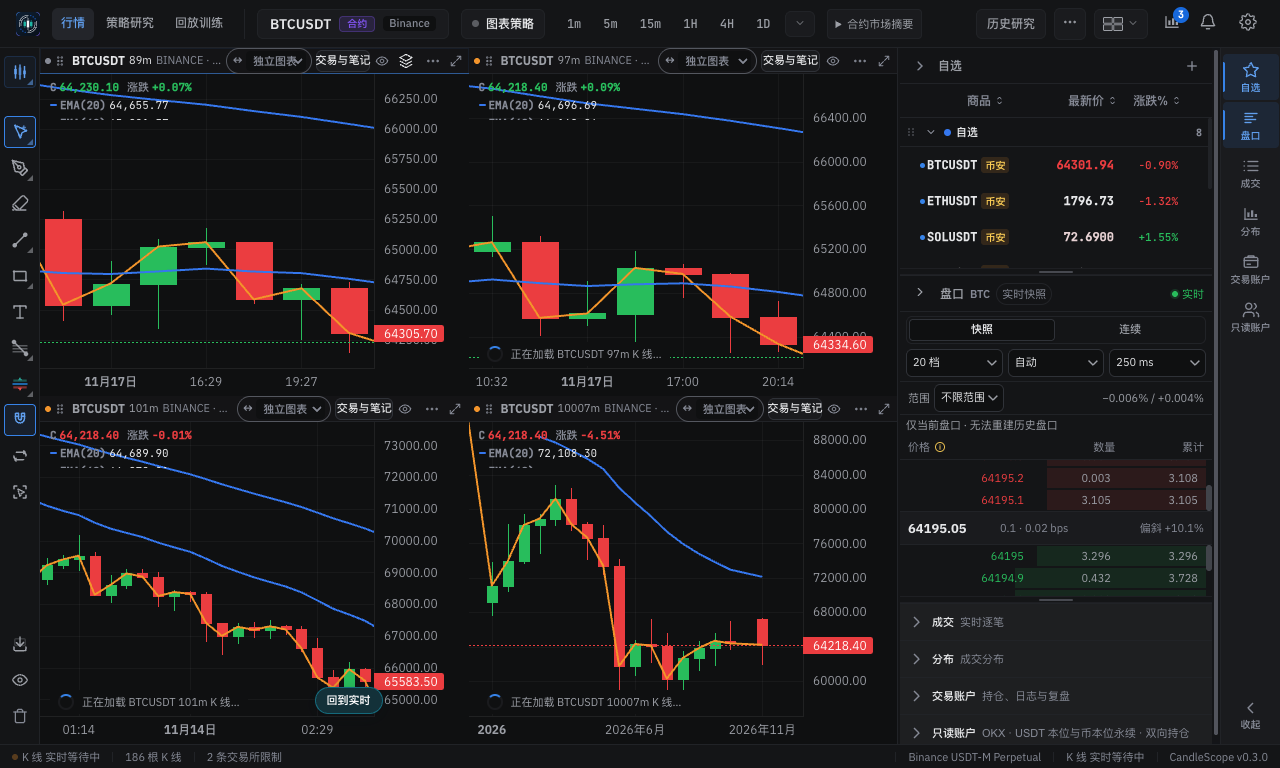 行情 策略研究 回放训练 BTCUSDT 合约 Binance 图表策略 1m 5m 15m 1H 4H 1D 合约市场摘要 历史研究 3
BTCUSDT 89m BINANCE · ... 独立图表 交易与笔记
C 64,230.10 涨跌 +0.07%
EMA(20) 64,655.77
66250.00
66000.00
65750.00
65500.00
65250.00
65000.00
64750.00
64500.00
64305.70
11月17日 16:29 19:27
BTCUSDT 97m BINANCE · ... 独立图表 交易与笔记
C 64,218.40 涨跌 +0.09%
EMA(20) 64,696.69
66400.00
66000.00
65600.00
65200.00
64800.00
64334.60
正在加载 BTCUSDT 97m K 线...
10:32 11月17日 17:00 20:14
BTCUSDT 101m BINANCE · ... 独立图表 交易与笔记
C 64,218.40 涨跌 -0.01%
EMA(20) 64,689.90
73000.00
72000.00
71000.00
70000.00
69000.00
68000.00
67000.00
66000.00
65583.50
65000.00
正在加载 BTCUSDT 101m K 线...
回到实时
01:14 11月14日 02:29
BTCUSDT 10007m BINANCE · ... 独立图表 交易与笔记
C 64,218.40 涨跌 -4.51%
EMA(20) 72,108.30
88000.00
84000.00
80000.00
76000.00
72000.00
68000.00
64218.40
60000.00
正在加载 BTCUSDT 10007m K 线...
2026 2026年6月 2026年11月
自选
商品 最新价 涨跌%
自选 8
BTCUSDT 币安 64301.94 -0.90%
ETHUSDT 币安 1796.73 -1.32%
SOLUSDT 币安 72.6900 +1.55%
盘口 BTC 实时快照 实时
快照 连续
20 档 自动 250 ms
范围 不限范围 −0.006% / +0.004%
仅当前盘口 · 无法重建历史盘口
价格 数量 累计
64195.2 0.003 3.108
64195.1 3.105 3.105
64195.05 0.1 · 0.02 bps 偏斜 +10.1%
64195 3.296 3.296
64194.9 0.432 3.728
成交 实时逐笔
分布 成交分布
交易账户 持仓、日志与复盘
只读账户 OKX · USDT 本位与币本位永续 · 双向持仓
自选
盘口
成交
分布
交易账户
只读账户
收起
K 线 实时等待中 186 根 K 线 2 条交易所限制 Binance USDT-M Perpetual K 线 实时等待中 CandleScope v0.3.0